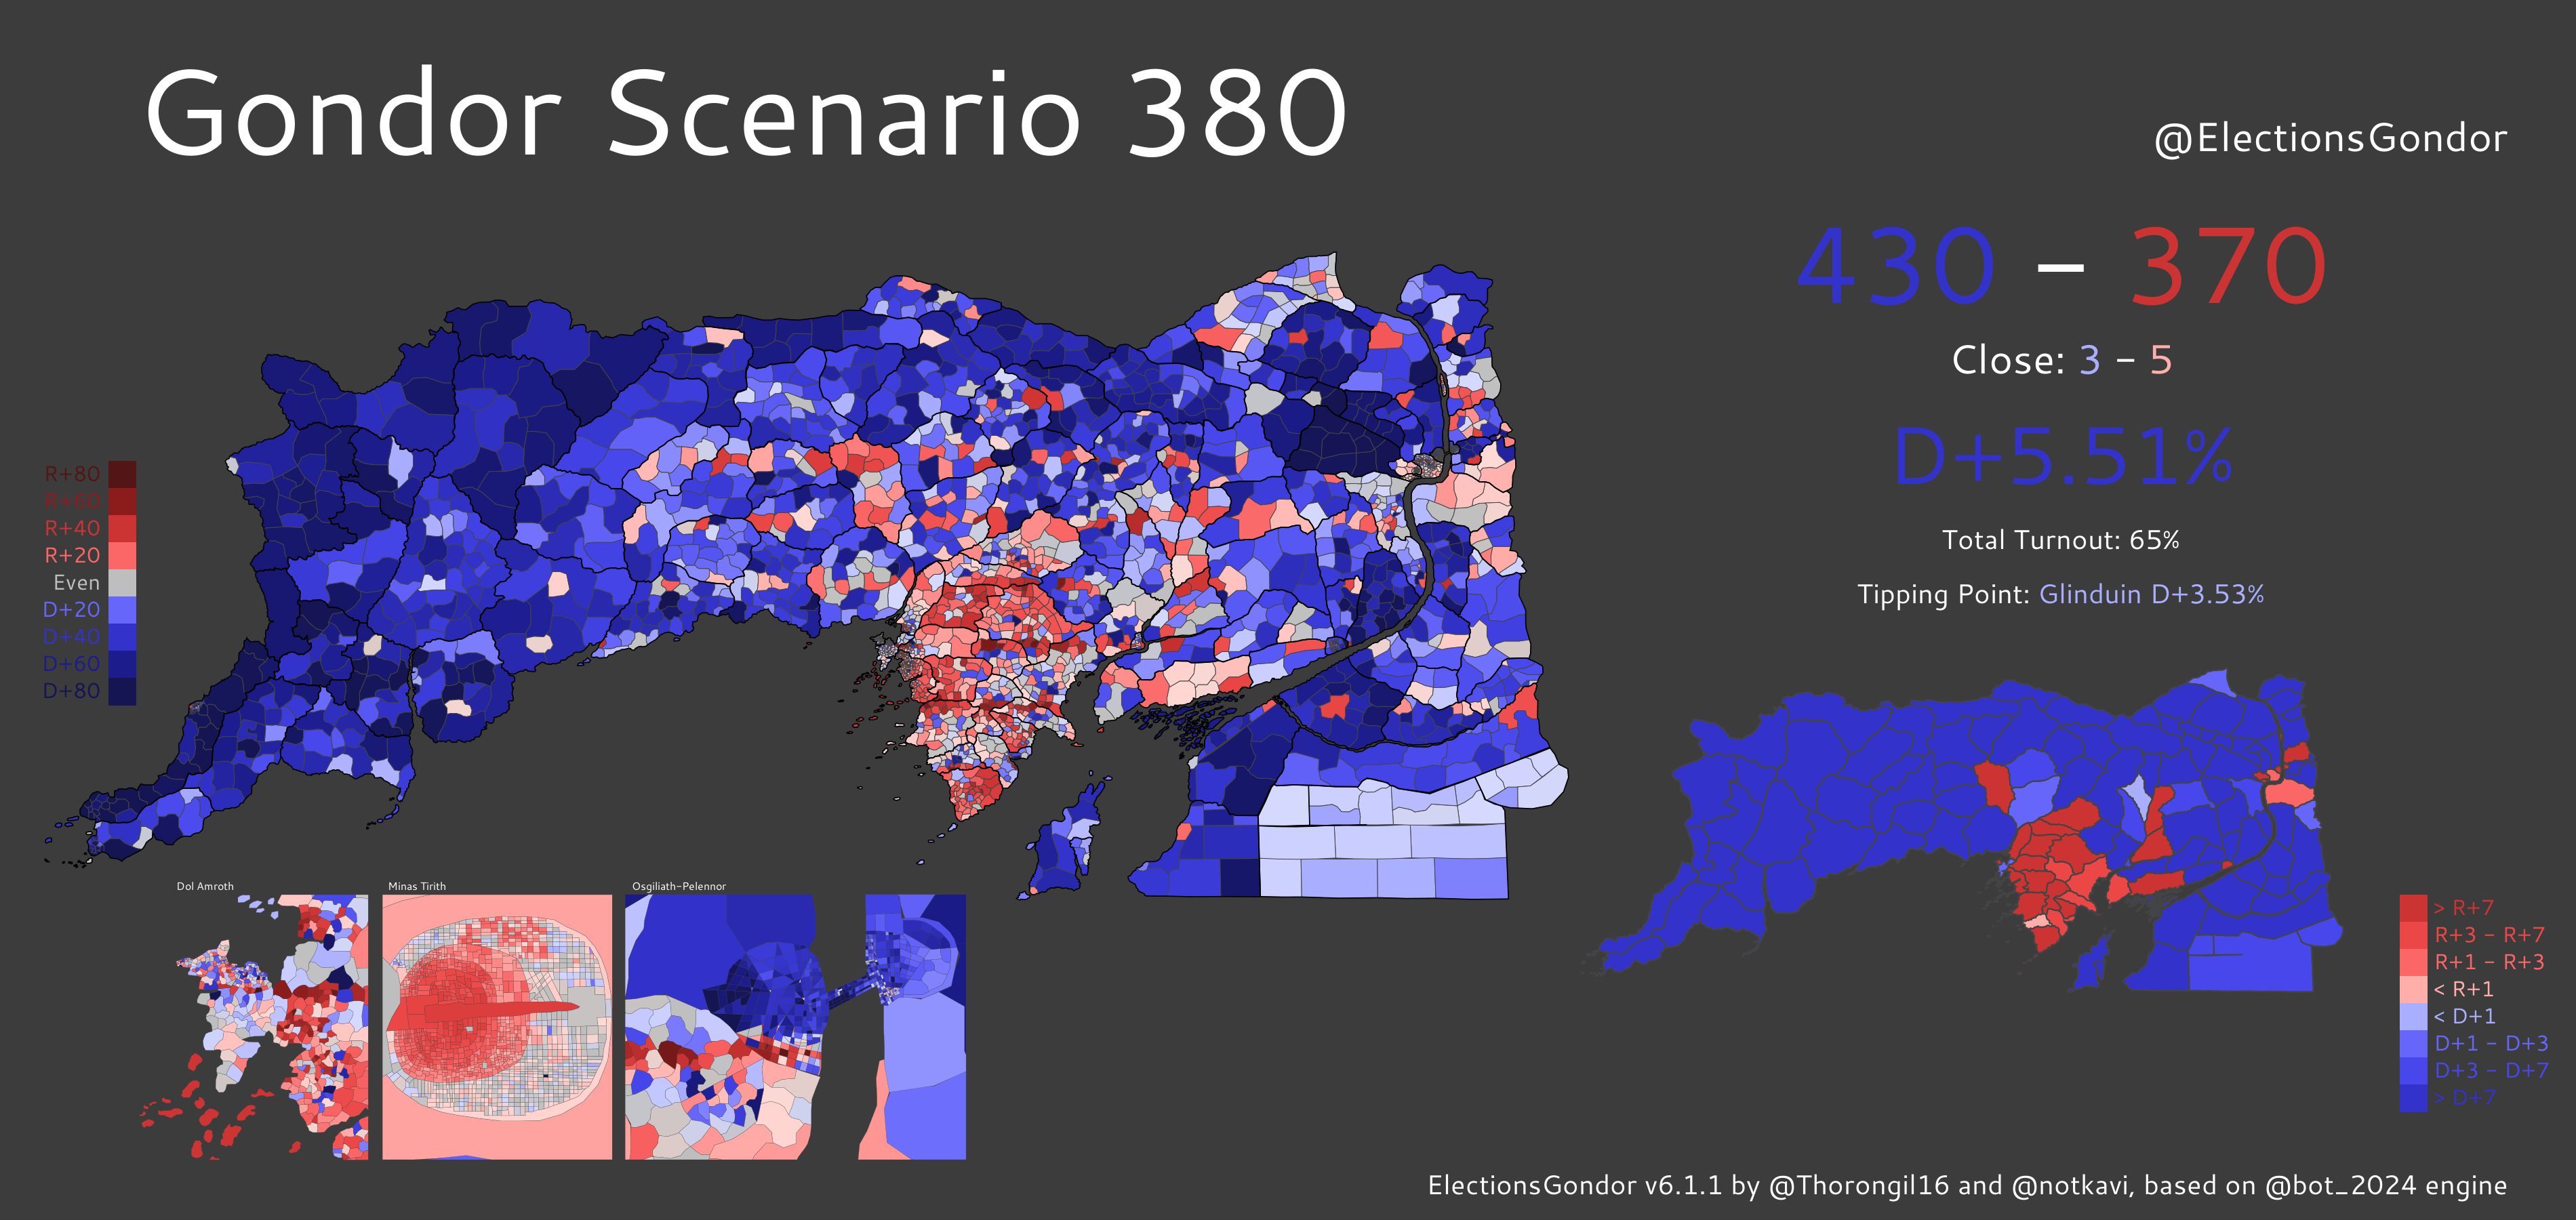 Gondor Scenario 380
@ElectionsGondor
430 – 370
Close: 3 - 5
D+5.51%
Total Turnout: 65%
Tipping Point: Glinduin D+3.53%
R+80
R+60
R+40
R+20
Even
D+20
D+40
D+60
D+80
Dol Amroth
Minas Tirith
Osgiliath-Pelennor
> R+7
R+3 - R+7
R+1 - R+3
< R+1
< D+1
D+1 - D+3
D+3 - D+7
> D+7
ElectionsGondor v6.1.1 by @Thorongil16 and @notkavi, based on @bot_2024 engine